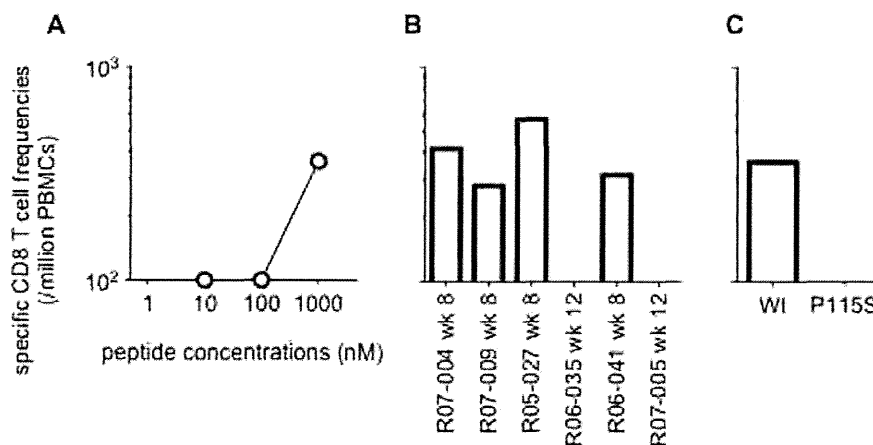 A B C
specific CD8 T cell frequencies
(/million PBMCs)
10³
10²
1 10 100 1000
peptide concentrations (nM)
R07-004 wk 8
R07-009 wk 8
R05-027 wk 8
R06-035 wk 12
R06-041 wk 8
R07-005 wk 12
WI P115S